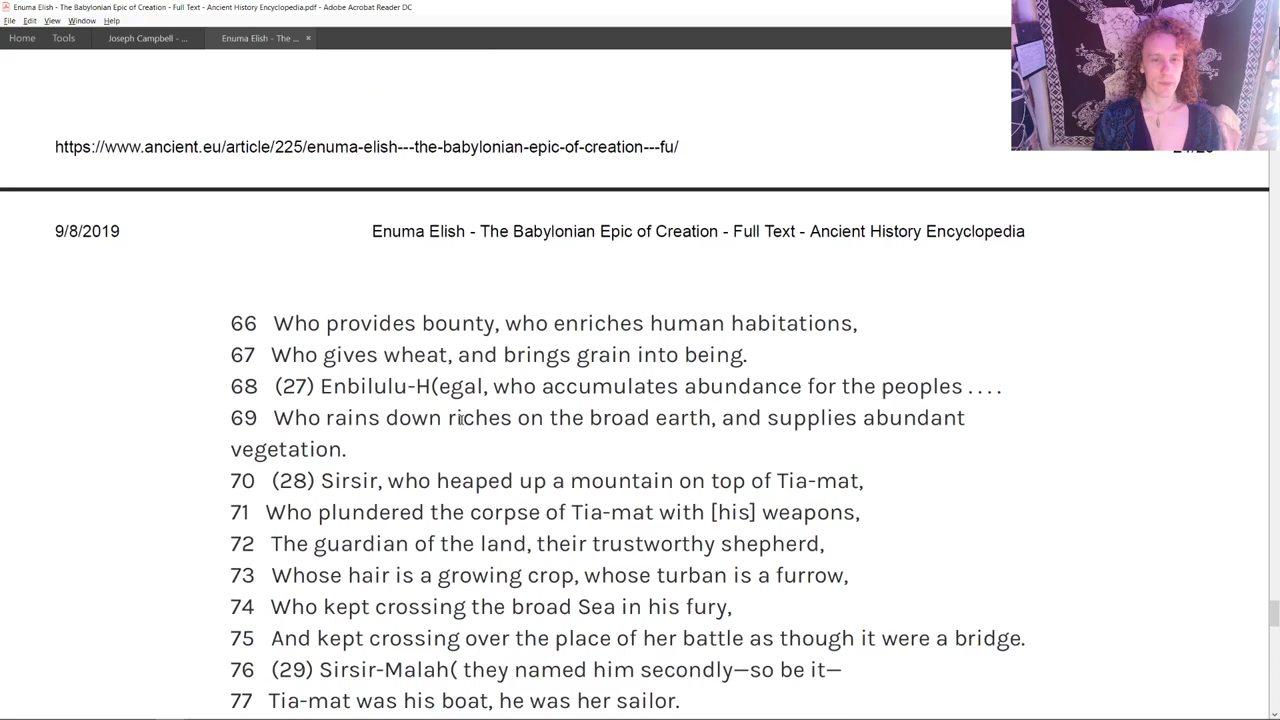 Enuma Elish - The Babylonian Epic of Creation - Full Text - Ancient History Encyclopedia.pdf - Adobe Acrobat Reader DC
File Edit View Window Help
Home Tools Joseph Campbell - ... Enuma Elish - The ... ×
https://www.ancient.eu/article/225/enuma-elish---the-babylonian-epic-of-creation---fu/
9/8/2019 Enuma Elish - The Babylonian Epic of Creation - Full Text - Ancient History Encyclopedia
66 Who provides bounty, who enriches human habitations,
67 Who gives wheat, and brings grain into being.
68 (27) Enbilulu-H(egal, who accumulates abundance for the peoples . . . .
69 Who rains down riches on the broad earth, and supplies abundant
vegetation.
70 (28) Sirsir, who heaped up a mountain on top of Tia-mat,
71 Who plundered the corpse of Tia-mat with [his] weapons,
72 The guardian of the land, their trustworthy shepherd,
73 Whose hair is a growing crop, whose turban is a furrow,
74 Who kept crossing the broad Sea in his fury,
75 And kept crossing over the place of her battle as though it were a bridge.
76 (29) Sirsir-Malah( they named him secondly—so be it—
77 Tia-mat was his boat, he was her sailor.